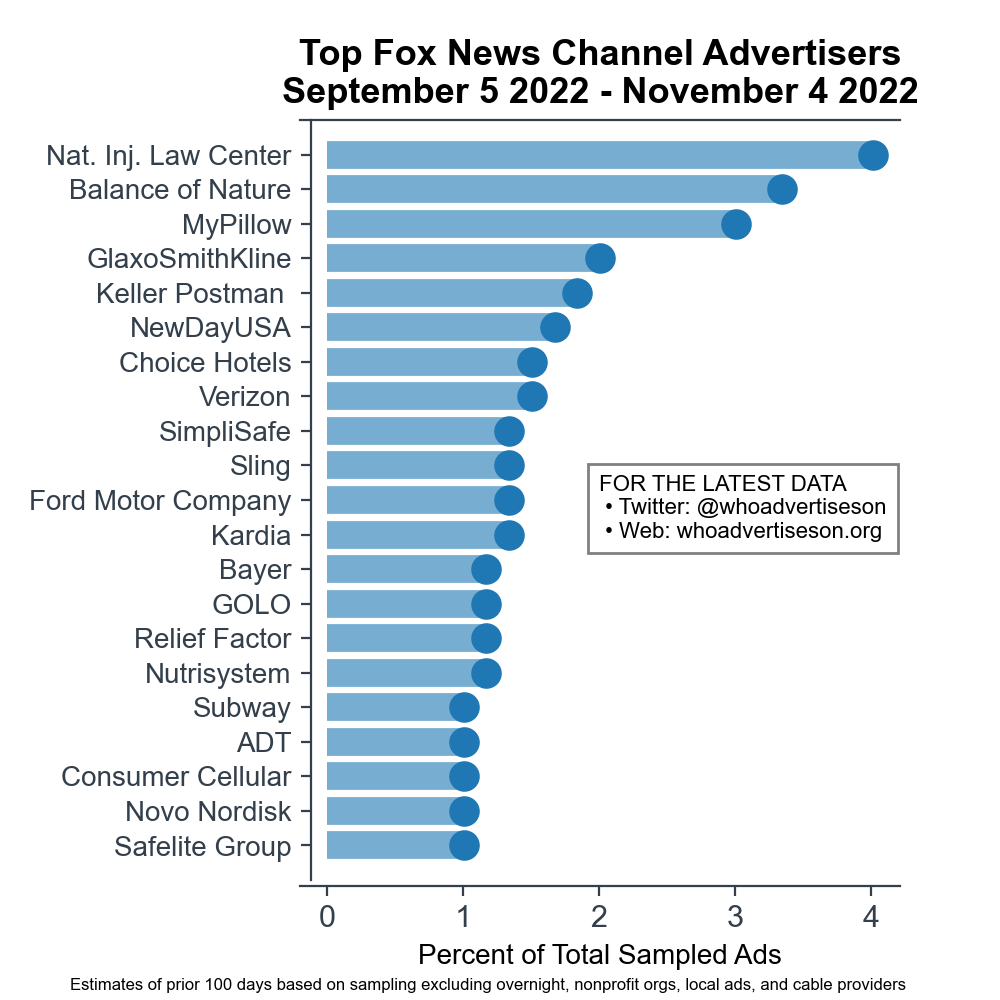 Top Fox News Channel Advertisers
September 5 2022 - November 4 2022
Nat. Inj. Law Center
Balance of Nature
MyPillow
GlaxoSmithKline
Keller Postman
NewDayUSA
Choice Hotels
Verizon
SimpliSafe
Sling
Ford Motor Company
Kardia
Bayer
GOLO
Relief Factor
Nutrisystem
Subway
ADT
Consumer Cellular
Novo Nordisk
Safelite Group
FOR THE LATEST DATA
• Twitter: @whoadvertiseson
• Web: whoadvertiseson.org
0 1 2 3 4
Percent of Total Sampled Ads
Estimates of prior 100 days based on sampling excluding overnight, nonprofit orgs, local ads, and cable providers